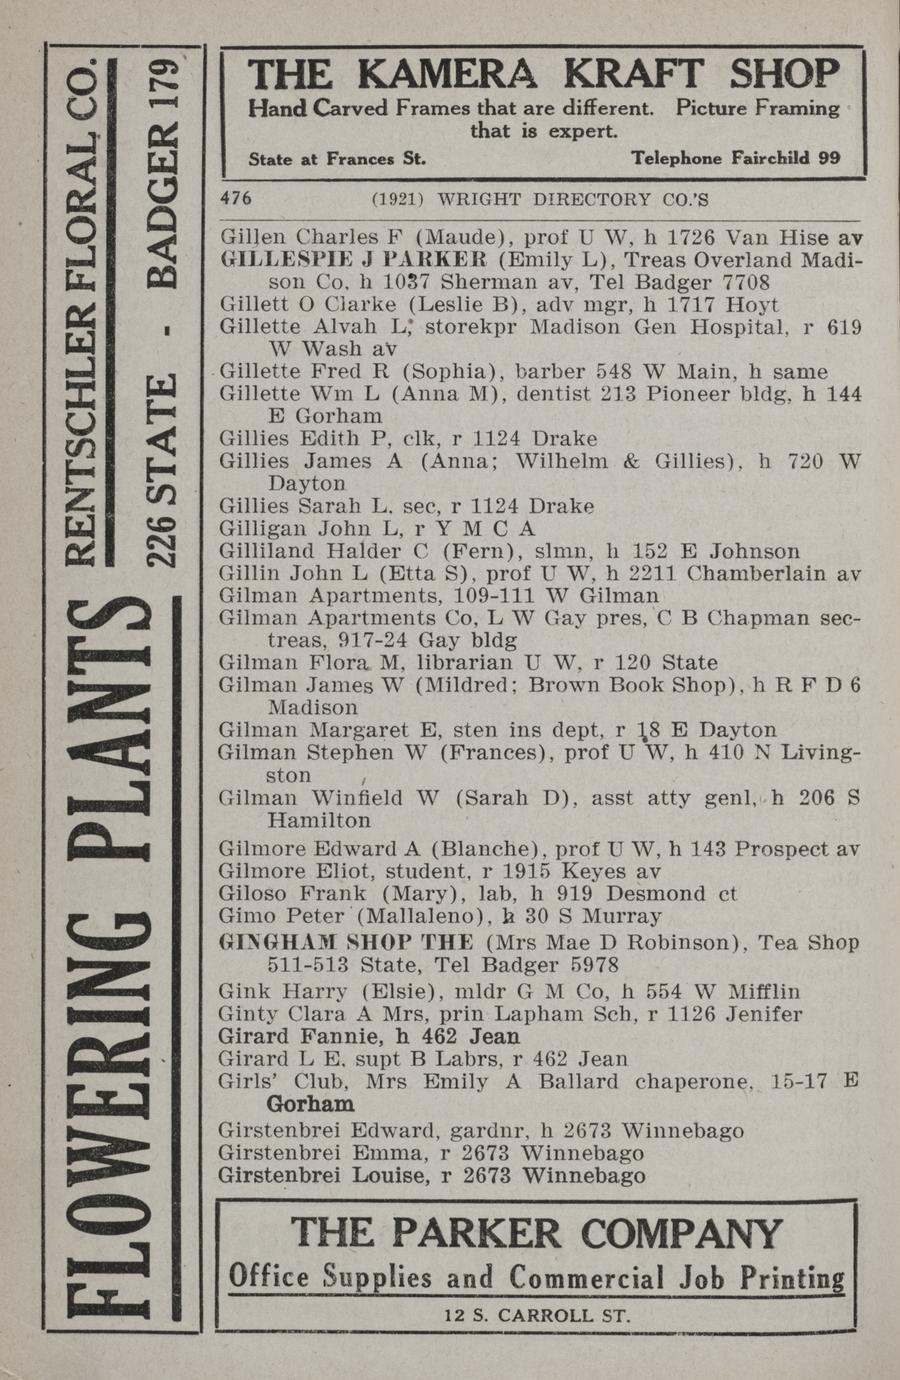 THE KAMERA KRAFT SHOP
Hand Carved Frames that are different. Picture Framing
that is expert.
State at Frances St. Telephone Fairchild 99
476 (1921) WRIGHT DIRECTORY CO.'S
Gillen Charles F (Maude), prof U W, h 1726 Van Hise av
GILLESPIE J PARKER (Emily L), Treas Overland Madi-
son Co, h 1037 Sherman av, Tel Badger 7708
Gillett O Clarke (Leslie B), adv mgr, h 1717 Hoyt
Gillette Alvah L, storekpr Madison Gen Hospital, r 619
W Wash av
Gillette Fred R (Sophia), barber 548 W Main, h same
Gillette Wm L (Anna M), dentist 213 Pioneer bldg, h 144
E Gorham
Gillies Edith P, clk, r 1124 Drake
Gillies James A (Anna; Wilhelm & Gillies), h 720 W
Dayton
Gillies Sarah L. sec, r 1124 Drake
Gilligan John L, r Y M C A
Gilliland Halder C (Fern), slmn, h 152 E Johnson
Gillin John L (Etta S), prof U W, h 2211 Chamberlain av
Gilman Apartments, 109-111 W Gilman
Gilman Apartments Co, L W Gay pres, C B Chapman sec-
treas, 917-24 Gay bldg
Gilman Flora M, librarian U W, r 120 State
Gilman James W (Mildred; Brown Book Shop), h R F D 6
Madison
Gilman Margaret E, sten ins dept, r 18 E Dayton
Gilman Stephen W (Frances), prof U W, h 410 N Living-
ston
Gilman Winfield W (Sarah D), asst atty genl, h 206 S
Hamilton
Gilmore Edward A (Blanche), prof U W, h 143 Prospect av
Gilmore Eliot, student, r 1915 Keyes av
Giloso Frank (Mary), lab, h 919 Desmond ct
Gimo Peter (Mallaleno), h 30 S Murray
GINGHAM SHOP THE (Mrs Mae D Robinson), Tea Shop
511-513 State, Tel Badger 5978
Gink Harry (Elsie), mldr G M Co, h 554 W Mifflin
Ginty Clara A Mrs, prin Lapham Sch, r 1126 Jenifer
Girard Fannie, h 462 Jean
Girard L E. supt B Labrs, r 462 Jean
Girls' Club, Mrs Emily A Ballard chaperone, 15-17 E
Gorham
Girstenbrei Edward, gardnr, h 2673 Winnebago
Girstenbrei Emma, r 2673 Winnebago
Girstenbrei Louise, r 2673 Winnebago
THE PARKER COMPANY
Office Supplies and Commercial Job Printing
12 S. CARROLL ST.
FLOWERING PLANTS
RENTSCHLER FLORAL CO.
226 STATE - BADGER 179